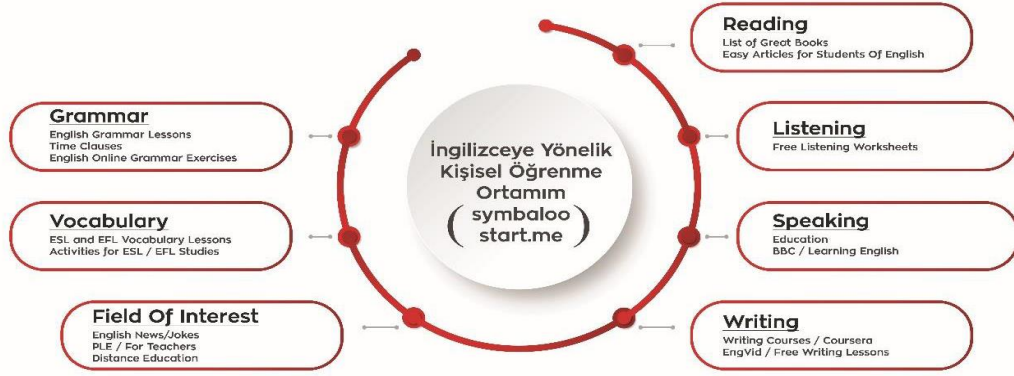 Reading
List of Great Books
Easy Articles for Students Of English
Grammar
English Grammar Lessons
Time Clauses
English Online Grammar Exercises
İngilizceye Yönelik
Kişisel Öğrenme
Ortamım
( symbaloo
start.me )
Listening
Free Listening Worksheets
Vocabulary
ESL and EFL Vocabulary Lessons
Activities for ESL / EFL Studies
Speaking
Education
BBC / Learning English
Field Of Interest
English News/Jokes
PLE / For Teachers
Distance Education
Writing
Writing Courses / Coursera
EngVid / Free Writing Lessons